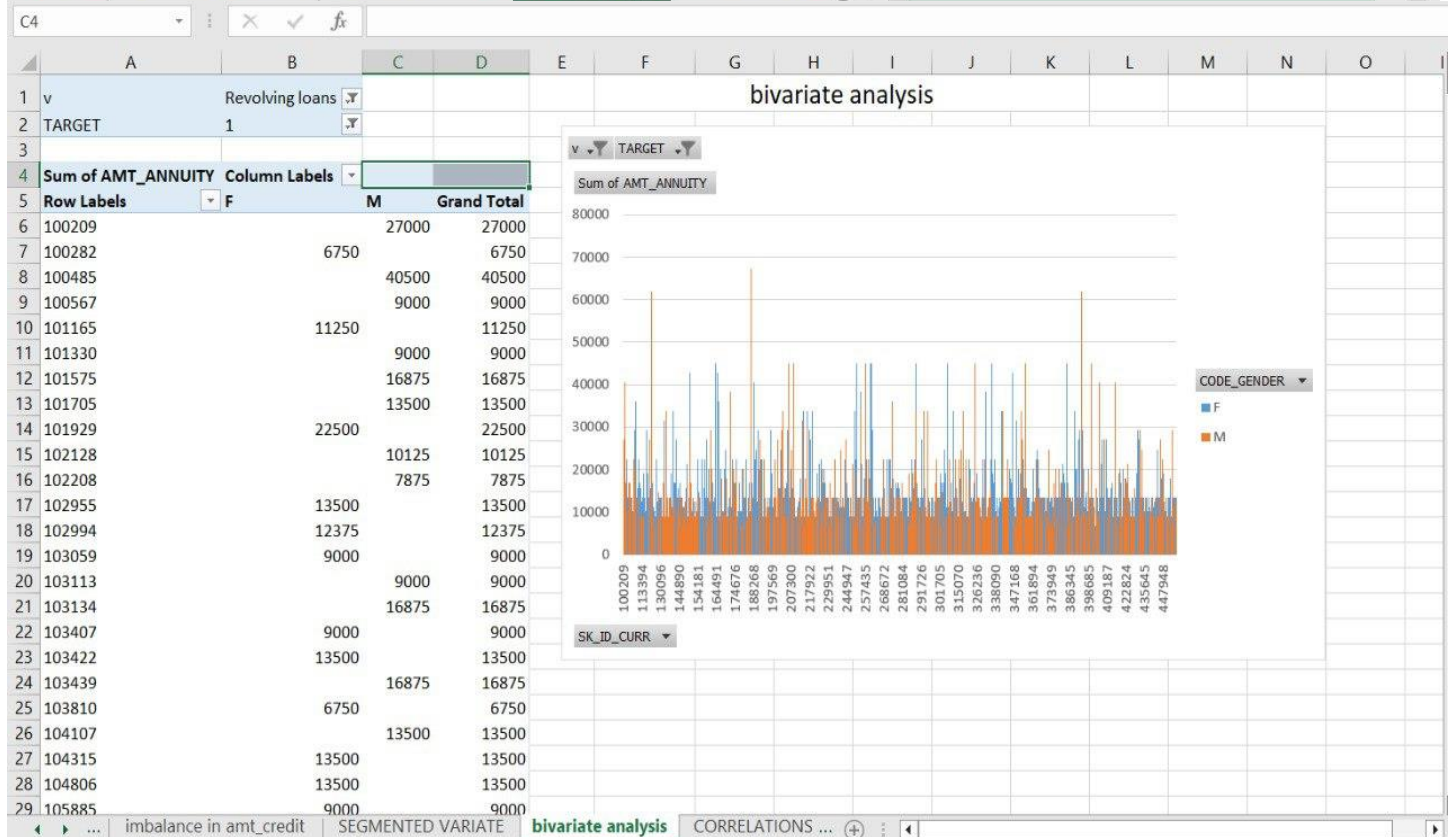 C4 fx
A B C D E F G H I J K L M N O
1 v Revolving loans
2 TARGET 1
3
4 Sum of AMT_ANNUITY Column Labels
5 Row Labels F M Grand Total
6 100209 27000 27000
7 100282 6750 6750
8 100485 40500 40500
9 100567 9000 9000
10 101165 11250 11250
11 101330 9000 9000
12 101575 16875 16875
13 101705 13500 13500
14 101929 22500 22500
15 102128 10125 10125
16 102208 7875 7875
17 102955 13500 13500
18 102994 12375 12375
19 103059 9000 9000
20 103113 9000 9000
21 103134 16875 16875
22 103407 9000 9000
23 103422 13500 13500
24 103439 16875 16875
25 103810 6750 6750
26 104107 13500 13500
27 104315 13500 13500
28 104806 13500 13500
29 105885 9000 9000
bivariate analysis
v TARGET
Sum of AMT_ANNUITY
80000
70000
60000
50000
40000
30000
20000
10000
0
100209
113394
130096
144890
154181
164491
174676
188268
197569
207300
217922
229951
244947
257435
268672
281084
291726
301705
315070
326236
338090
347168
361894
373949
386345
398685
409187
422824
435645
447948
CODE_GENDER
F
M
SK_ID_CURR
... imbalance in amt_credit SEGMENTED VARIATE bivariate analysis CORRELATIONS ...